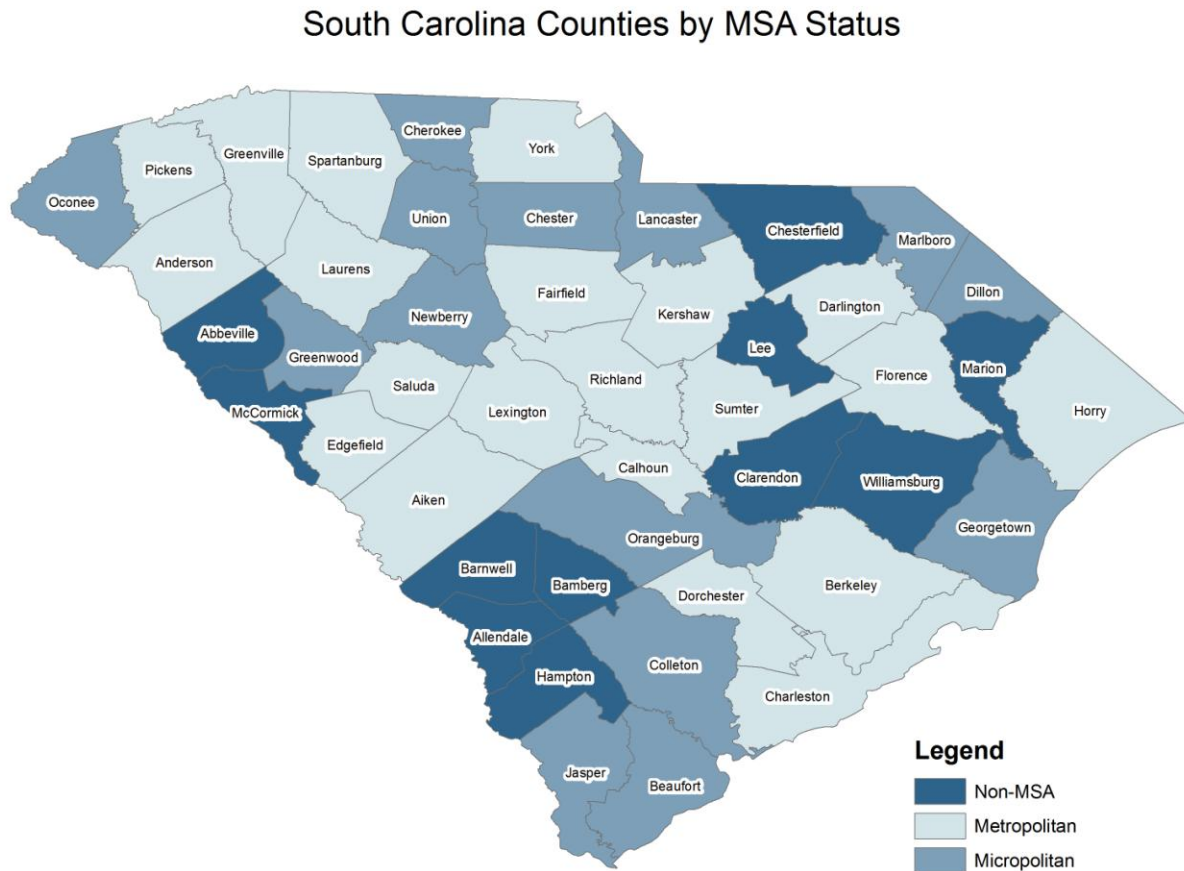 South Carolina Counties by MSA Status
Cherokee
York
Greenville
Spartanburg
Pickens
Oconee
Union
Chester
Lancaster
Chesterfield
Marlboro
Anderson
Laurens
Fairfield
Dillon
Kershaw
Darlington
Newberry
Abbeville
Greenwood
Lee
Marion
Saluda
Richland
Florence
McCormick
Lexington
Sumter
Horry
Edgefield
Calhoun
Clarendon
Williamsburg
Aiken
Georgetown
Orangeburg
Barnwell
Bamberg
Berkeley
Dorchester
Allendale
Colleton
Hampton
Charleston
Jasper
Beaufort
Legend
Non-MSA
Metropolitan
Micropolitan